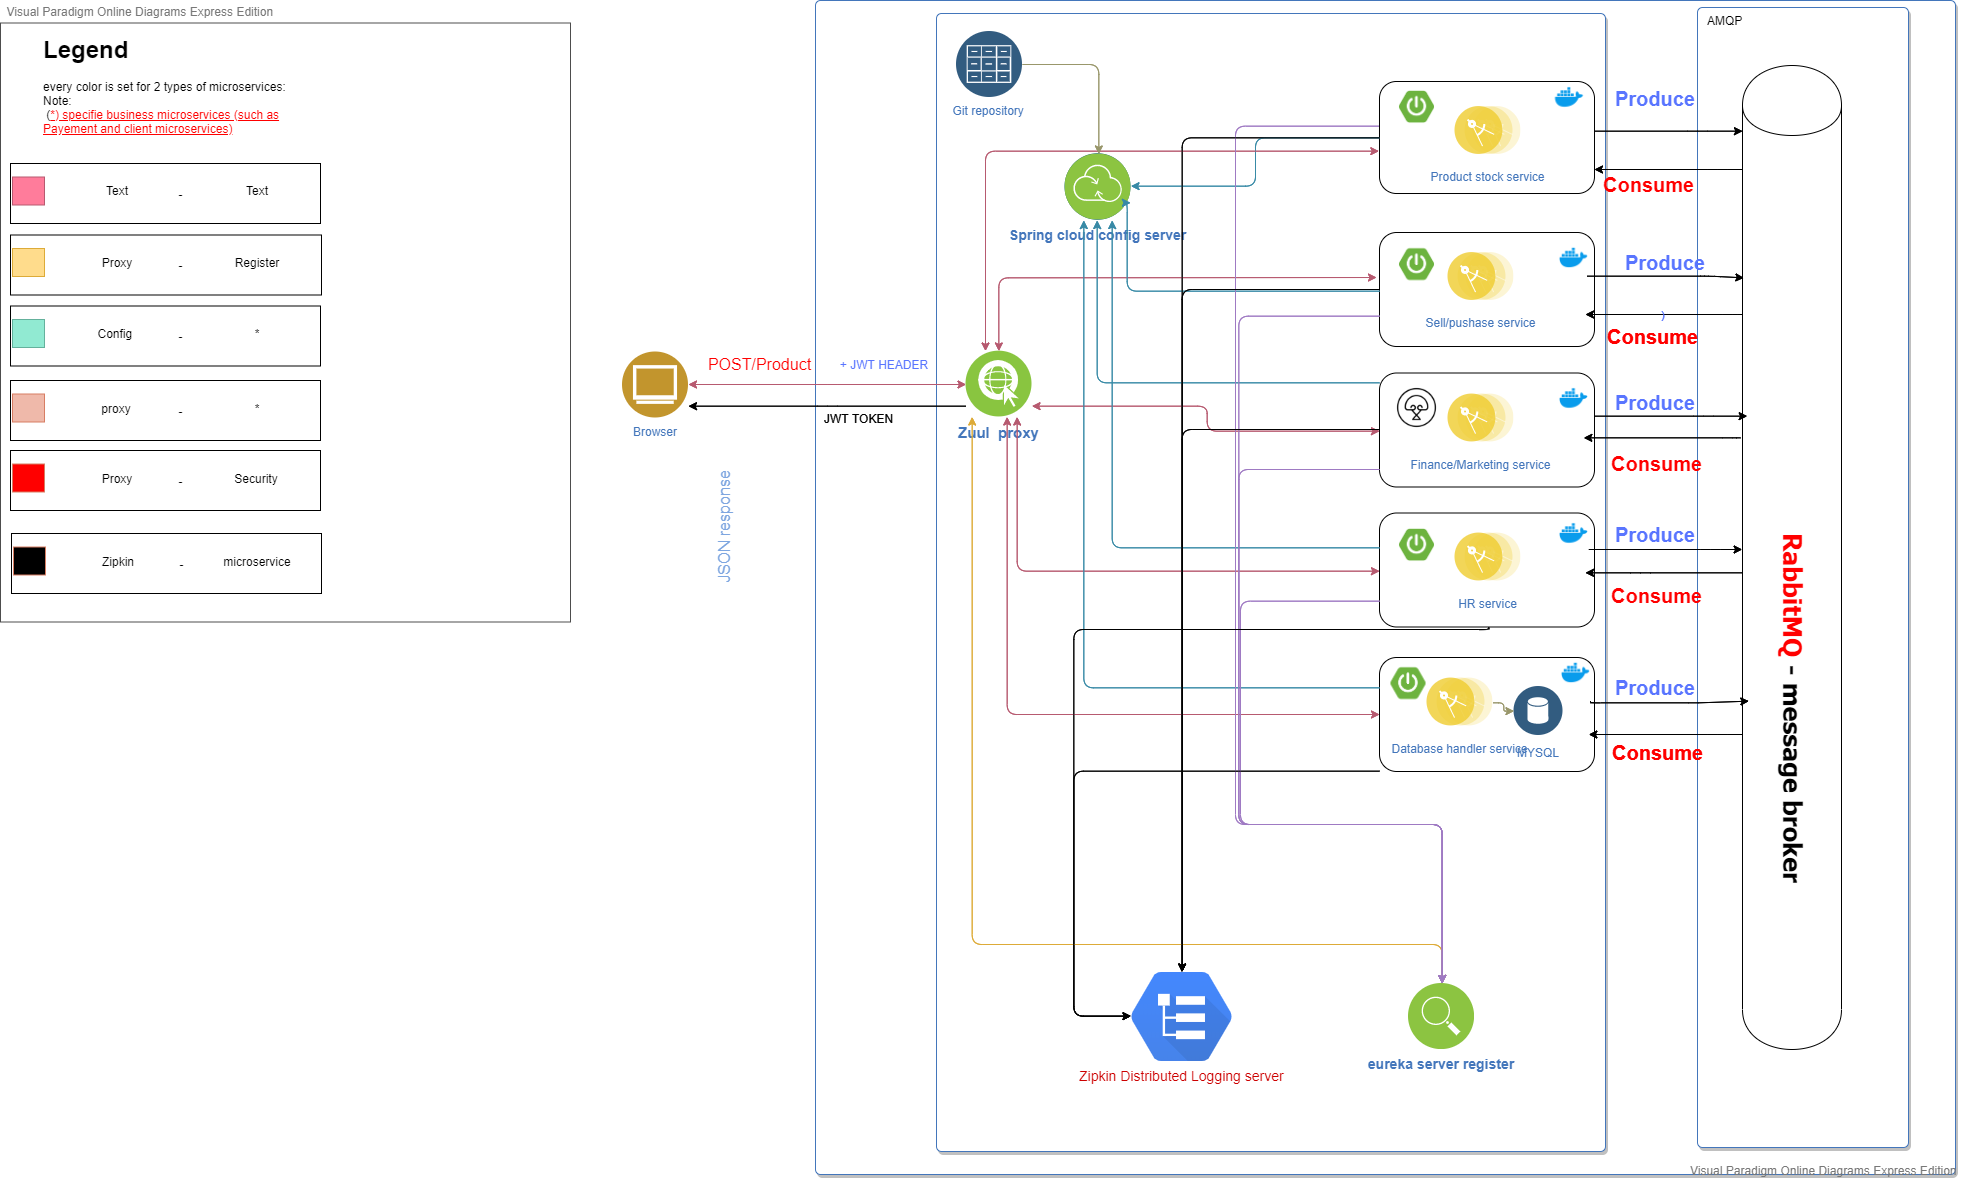 Visual Paradigm Online Diagrams Express Edition
Legend
every color is set for 2 types of microservices:
Note:
(*) specifie business microservices (such as
Payement and client microservices)
Text - Text
Proxy - Register
Config - *
proxy - *
Proxy - Security
Zipkin - microservice
Browser
POST/Product
+ JWT HEADER
JWT TOKEN
JSON response
Git repository
Spring cloud config server
Zuul proxy
Product stock service
Sell/pushase service
Finance/Marketing service
HR service
Database handler service
MYSQL
Zipkin Distributed Logging server
eureka server register
Produce
Consume
Produce
)
Consume
Produce
Consume
Produce
Consume
Produce
Consume
AMQP
RabbitMQ - message broker
Visual Paradigm Online Diagrams Express Edition